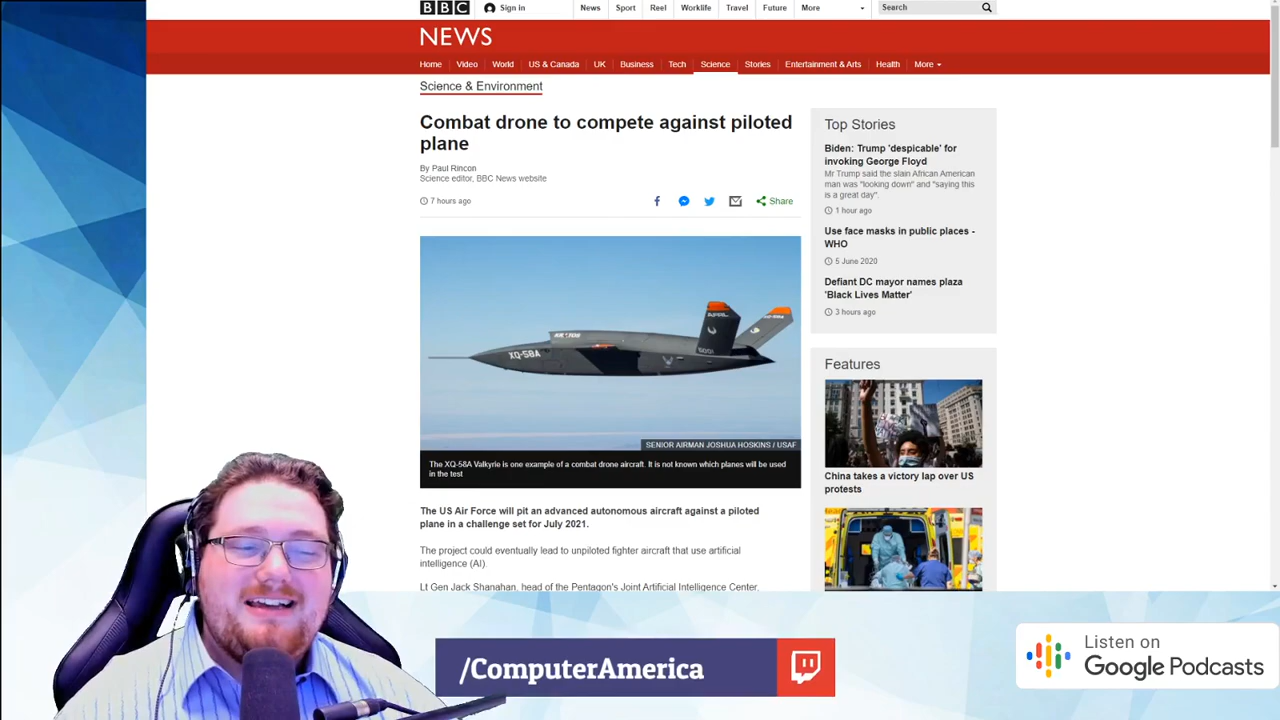 BBC
Sign in
News
Sport
Reel
Worklife
Travel
Future
More
Search
NEWS
Home
Video
World
US & Canada
UK
Business
Tech
Science
Stories
Entertainment & Arts
Health
More
Science & Environment
Combat drone to compete against piloted
plane
By Paul Rincon
Science editor, BBC News website
7 hours ago
Share
XQ-58A
SENIOR AIRMAN JOSHUA HOSKINS / USAF
The XQ-58A Valkyrie is one example of a combat drone aircraft. It is not known which planes will be used
in the test
The US Air Force will pit an advanced autonomous aircraft against a piloted
plane in a challenge set for July 2021.
The project could eventually lead to unpiloted fighter aircraft that use artificial
intelligence (AI).
Lt Gen Jack Shanahan, head of the Pentagon's Joint Artificial Intelligence Center,
Top Stories
Biden: Trump 'despicable' for
invoking George Floyd
Mr Trump said the slain African American
man was "looking down" and "saying this
is a great day".
1 hour ago
Use face masks in public places -
WHO
5 June 2020
Defiant DC mayor names plaza
'Black Lives Matter'
3 hours ago
Features
China takes a victory lap over US
protests
/ComputerAmerica
Listen on
Google Podcasts